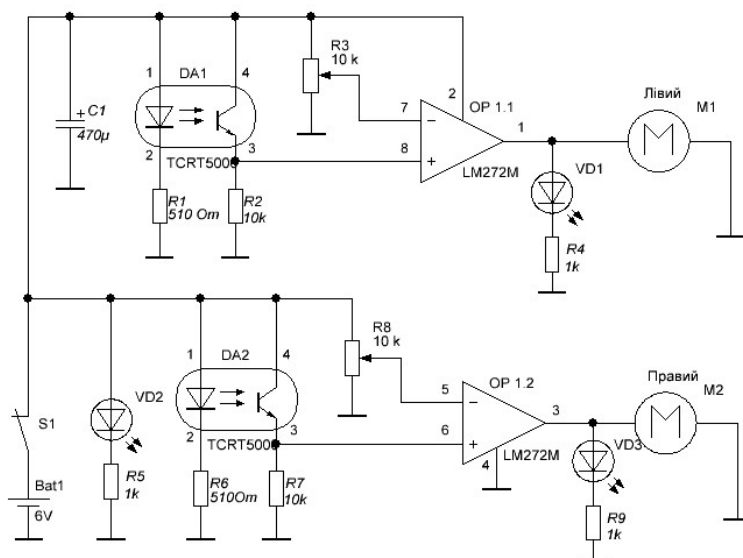 R3
10 k
1
DA1
4
2
OP 1.1
Лівий
M1
C1
470µ
+
7
−
1
M
8
+
2
3
TCRT5000
LM272M
VD1
R1
510 Om
R2
10k
R4
1k
R8
10 k
1
DA2
4
OP 1.2
Правий
M2
S1
VD2
5
−
3
M
6
+
2
3
TCRT5000
4
LM272M
VD3
Bat1
6V
R5
1k
R6
510Om
R7
10k
R9
1k